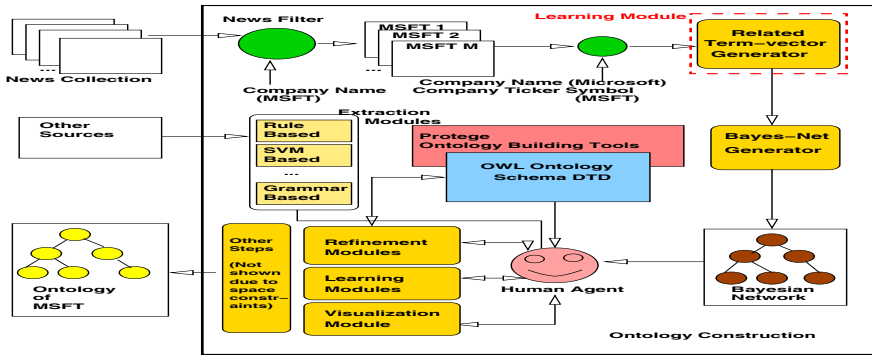 News Filter
Learning Module
MSFT 1
MSFT 2
MSFT M
...
...
News Collection
Company Name
(MSFT)
Company Name (Microsoft)
Company Ticker Symbol
(MSFT)
Related
Term-vector
Generator
Extraction
Modules
Other
Sources
Rule
Based
SVM
Based
...
Grammar
Based
Protege
Ontology Building Tools
OWL Ontology
Schema DTD
Bayes-Net
Generator
Ontology
of
MSFT
Other
Steps
(Not
shown
due to
space
constr-
aints)
Refinement
Modules
Learning
Modules
Visualization
Module
Human Agent
Bayesian
Network
Ontology Construction